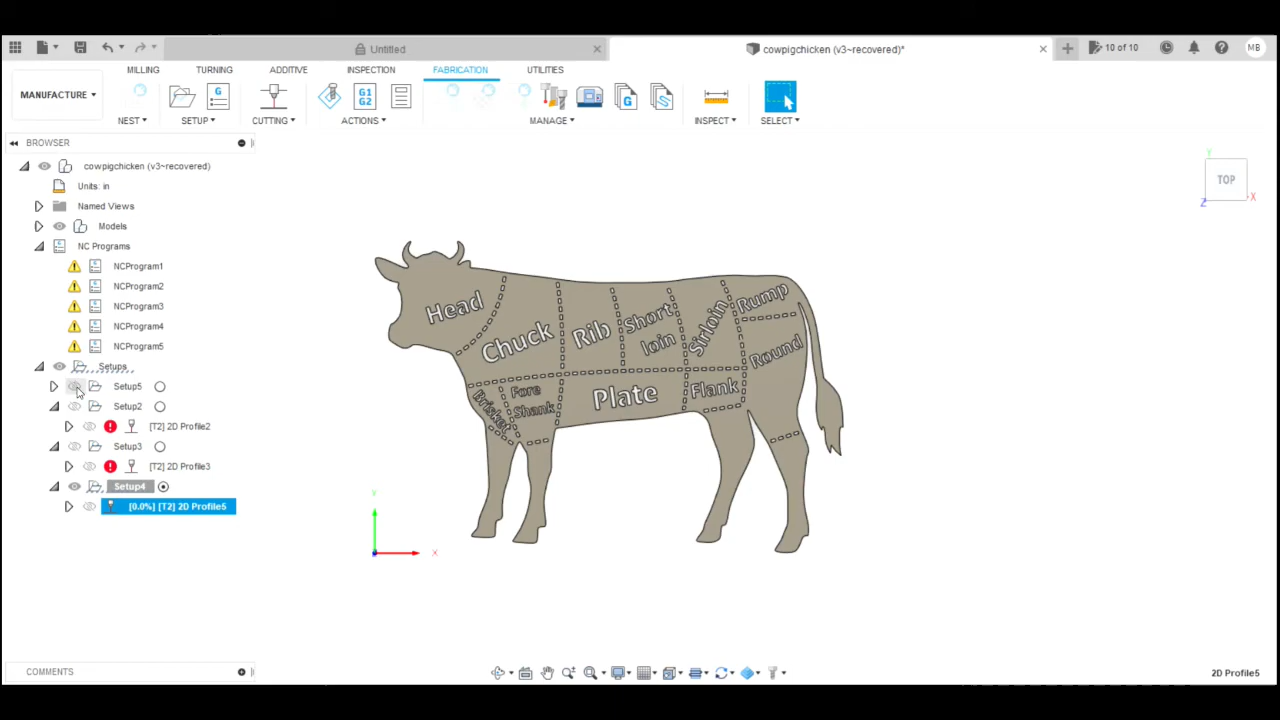 Untitled
cowpigchicken (v3~recovered)*
10 of 10
MB
MANUFACTURE
MILLING
TURNING
ADDITIVE
INSPECTION
FABRICATION
UTILITIES
G
G1
G2
G
NEST
SETUP
CUTTING
ACTIONS
MANAGE
INSPECT
SELECT
BROWSER
cowpigchicken (v3~recovered)
Units: in
Named Views
Models
NC Programs
NCProgram1
NCProgram2
NCProgram3
NCProgram4
NCProgram5
Setups
Setup5
Setup2
[T2] 2D Profile2
Setup3
[T2] 2D Profile3
Setup4
[0.0%] [T2] 2D Profile5
Y
TOP
Z
X
Head
Chuck
Rib
Short
loin
Sirloin
Rump
Round
Brisket
Fore
Shank
Plate
Flank
X
COMMENTS
2D Profile5